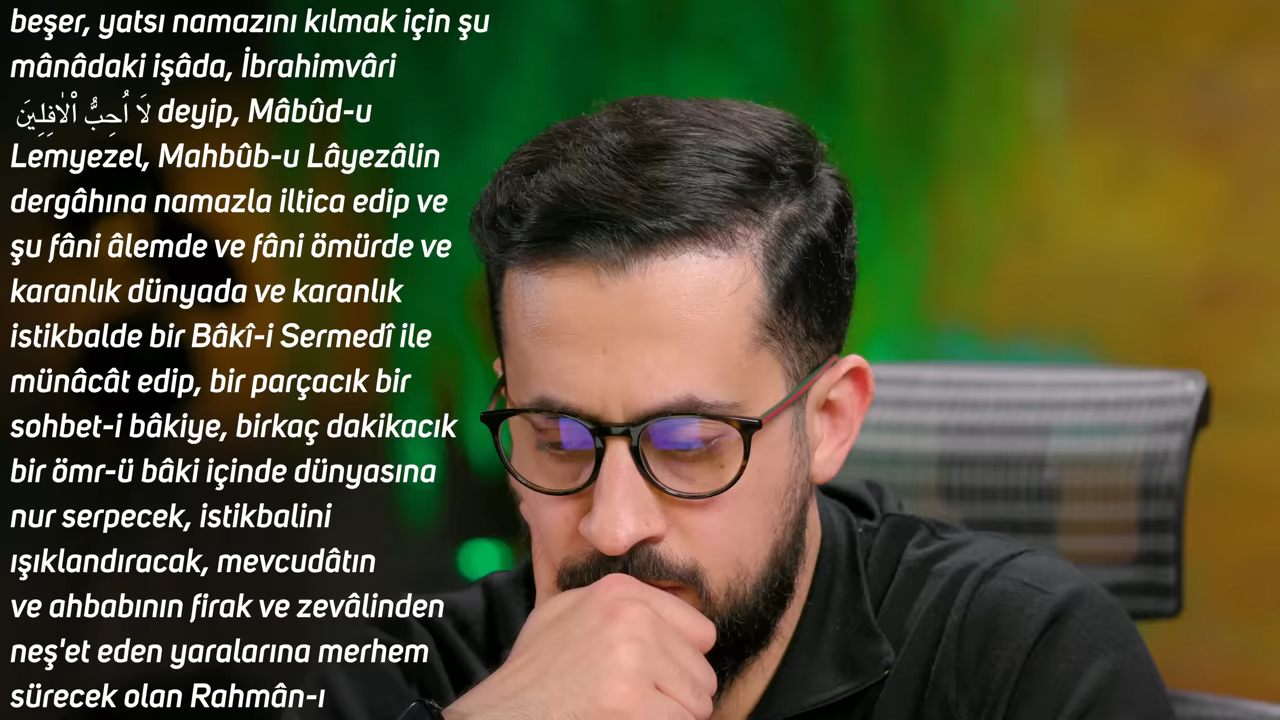 beşer, yatsı namazını kılmak için şu
mânâdaki işâda, İbrahimvâri
لَا اُحِبُّ اْلاٰفِلِينَ deyip, Mâbûd-u
Lemyezel, Mahbûb-u Lâyezâlin
dergâhına namazla iltica edip ve
şu fâni âlemde ve fâni ömürde ve
karanlık dünyada ve karanlık
istikbalde bir Bâkî-i Sermedî ile
münâcât edip, bir parçacık bir
sohbet-i bâkiye, birkaç dakikacık
bir ömr-ü bâki içinde dünyasına
nur serpecek, istikbalini
ışıklandıracak, mevcudâtın
ve ahbabının firak ve zevâlinden
neş'et eden yaralarına merhem
sürecek olan Rahmân-ı